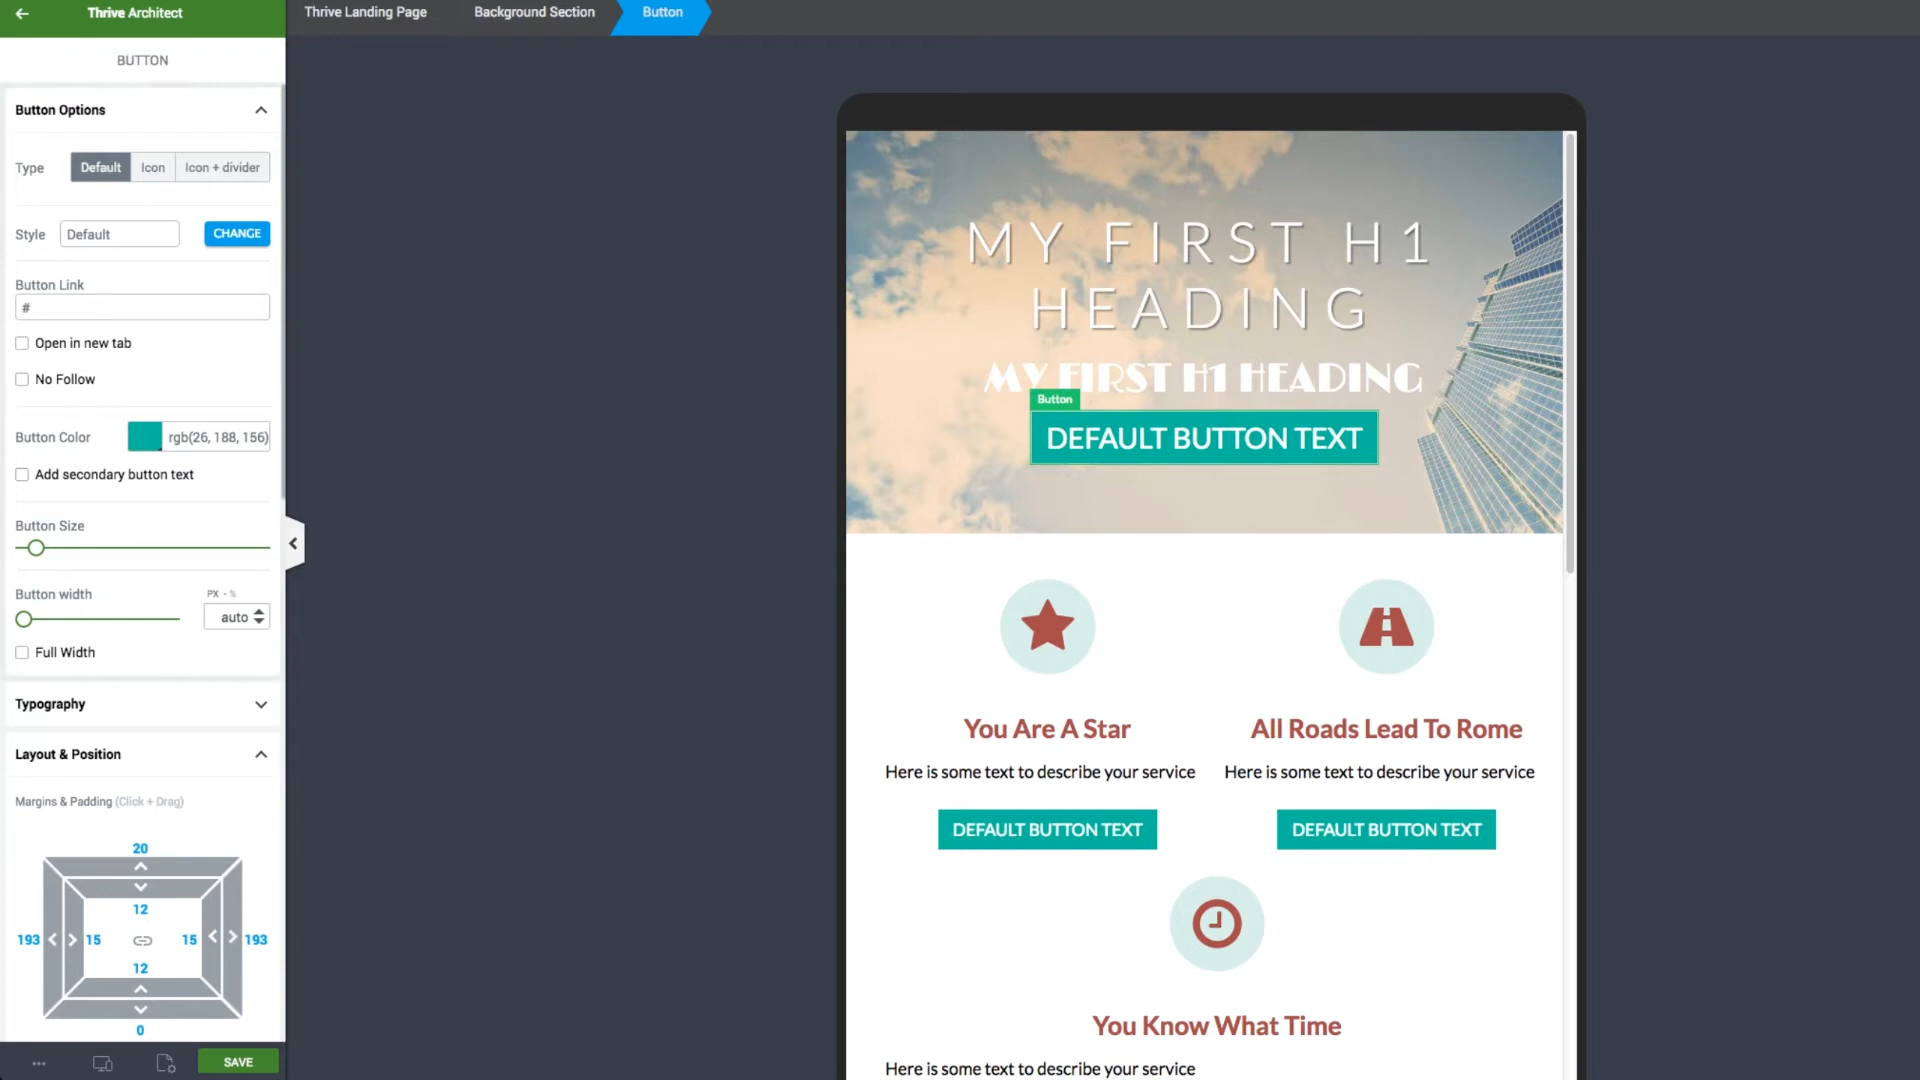 Thrive Architect
Thrive Landing Page
Background Section
Button
BUTTON
Button Options
Type
Default
Icon
Icon + divider
Style
Default
CHANGE
Button Link
#
Open in new tab
No Follow
Button Color
rgb(26, 188, 156)
Add secondary button text
Button Size
Button width
PX - %
auto
Full Width
Typography
Layout & Position
Margins & Padding (Click + Drag)
20
12
193
15
15
193
12
0
SAVE
MY FIRST H1
HEADING
MY FIRST H1 HEADING
Button
DEFAULT BUTTON TEXT
You Are A Star
All Roads Lead To Rome
Here is some text to describe your service
Here is some text to describe your service
DEFAULT BUTTON TEXT
DEFAULT BUTTON TEXT
You Know What Time
Here is some text to describe your service